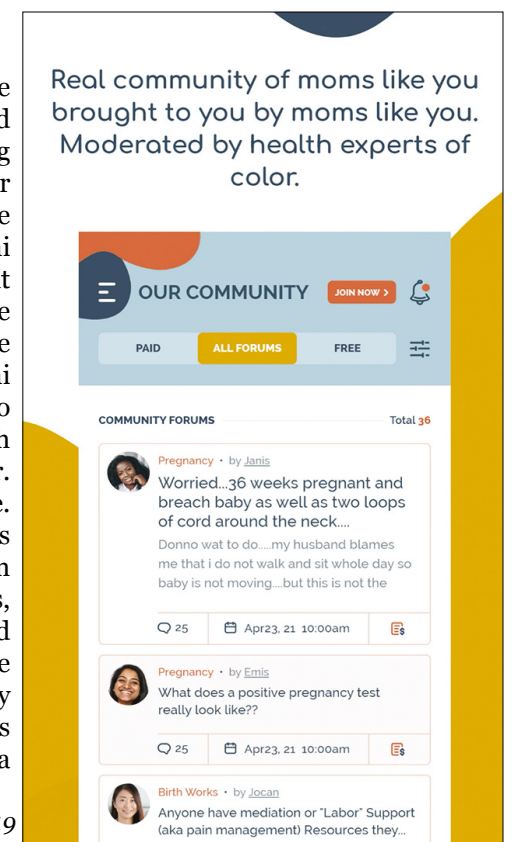 Real community of moms like you
brought to you by moms like you.
Moderated by health experts of
color.
OUR COMMUNITY
JOIN NOW >
PAID
ALL FORUMS
FREE
COMMUNITY FORUMS
Total 36
Pregnancy • by Janis
Worried...36 weeks pregnant and
breach baby as well as two loops
of cord around the neck....
Donno wat to do.....my husband blames
me that i do not walk and sit whole day so
baby is not moving....but this is not the
25
Apr23, 21 10:00am
Pregnancy • by Emis
What does a positive pregnancy test
really look like??
25
Apr23, 21 10:00am
Birth Works • by Jocan
Anyone have mediation or "Labor" Support
(aka pain management) Resources they...